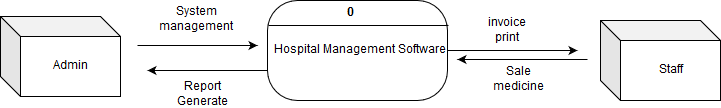 System
management
0
invoice
print
Admin
Hospital Management Software
Staff
Report
Generate
Sale
medicine